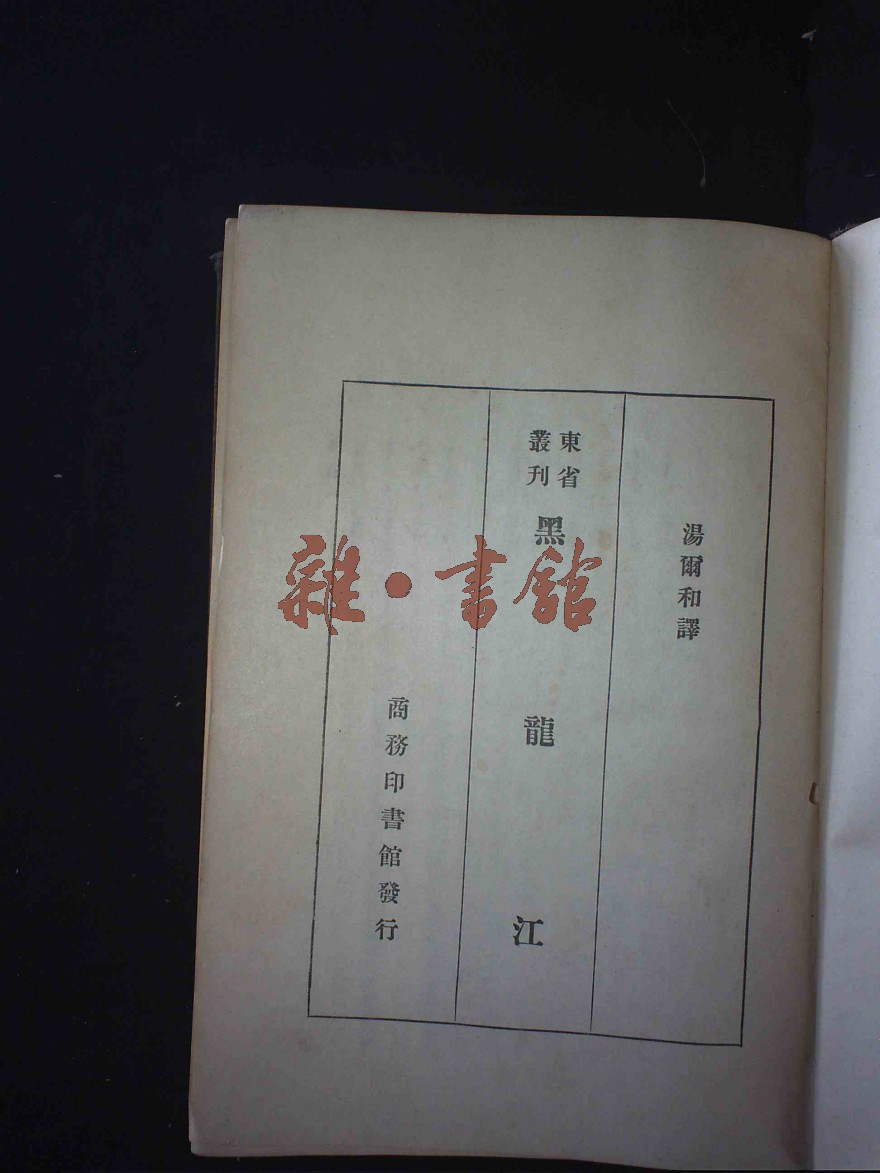 湯爾和譯
東省
叢刊
黑龍江
商務印書館發行
雜·書館